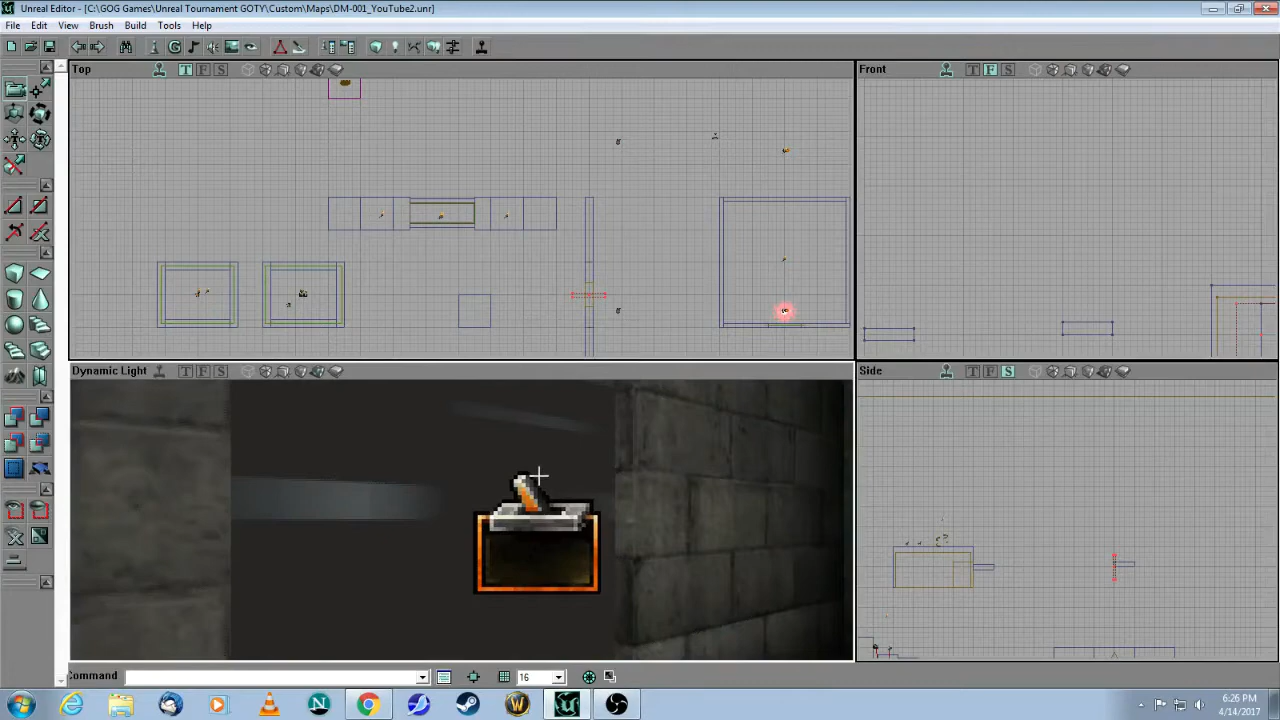 Unreal Editor - [C:\GOG Games\Unreal Tournament GOTY\Custom\Maps\DM-001_YouTube2.unr]
File Edit View Brush Build Tools Help
Top T F S
Front T F S
Dynamic Light T F S
Side T F S
Command 16
6:26 PM
4/14/2017